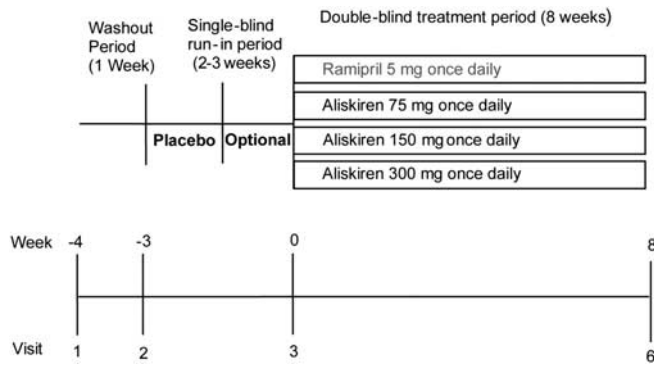 Double-blind treatment period (8 weeks)
Washout
Period
(1 Week)
Single-blind
run-in period
(2-3 weeks)
Ramipril 5 mg once daily
Aliskiren 75 mg once daily
Placebo Optional
Aliskiren 150 mg once daily
Aliskiren 300 mg once daily
Week -4 -3 0 8
Visit 1 2 3 6